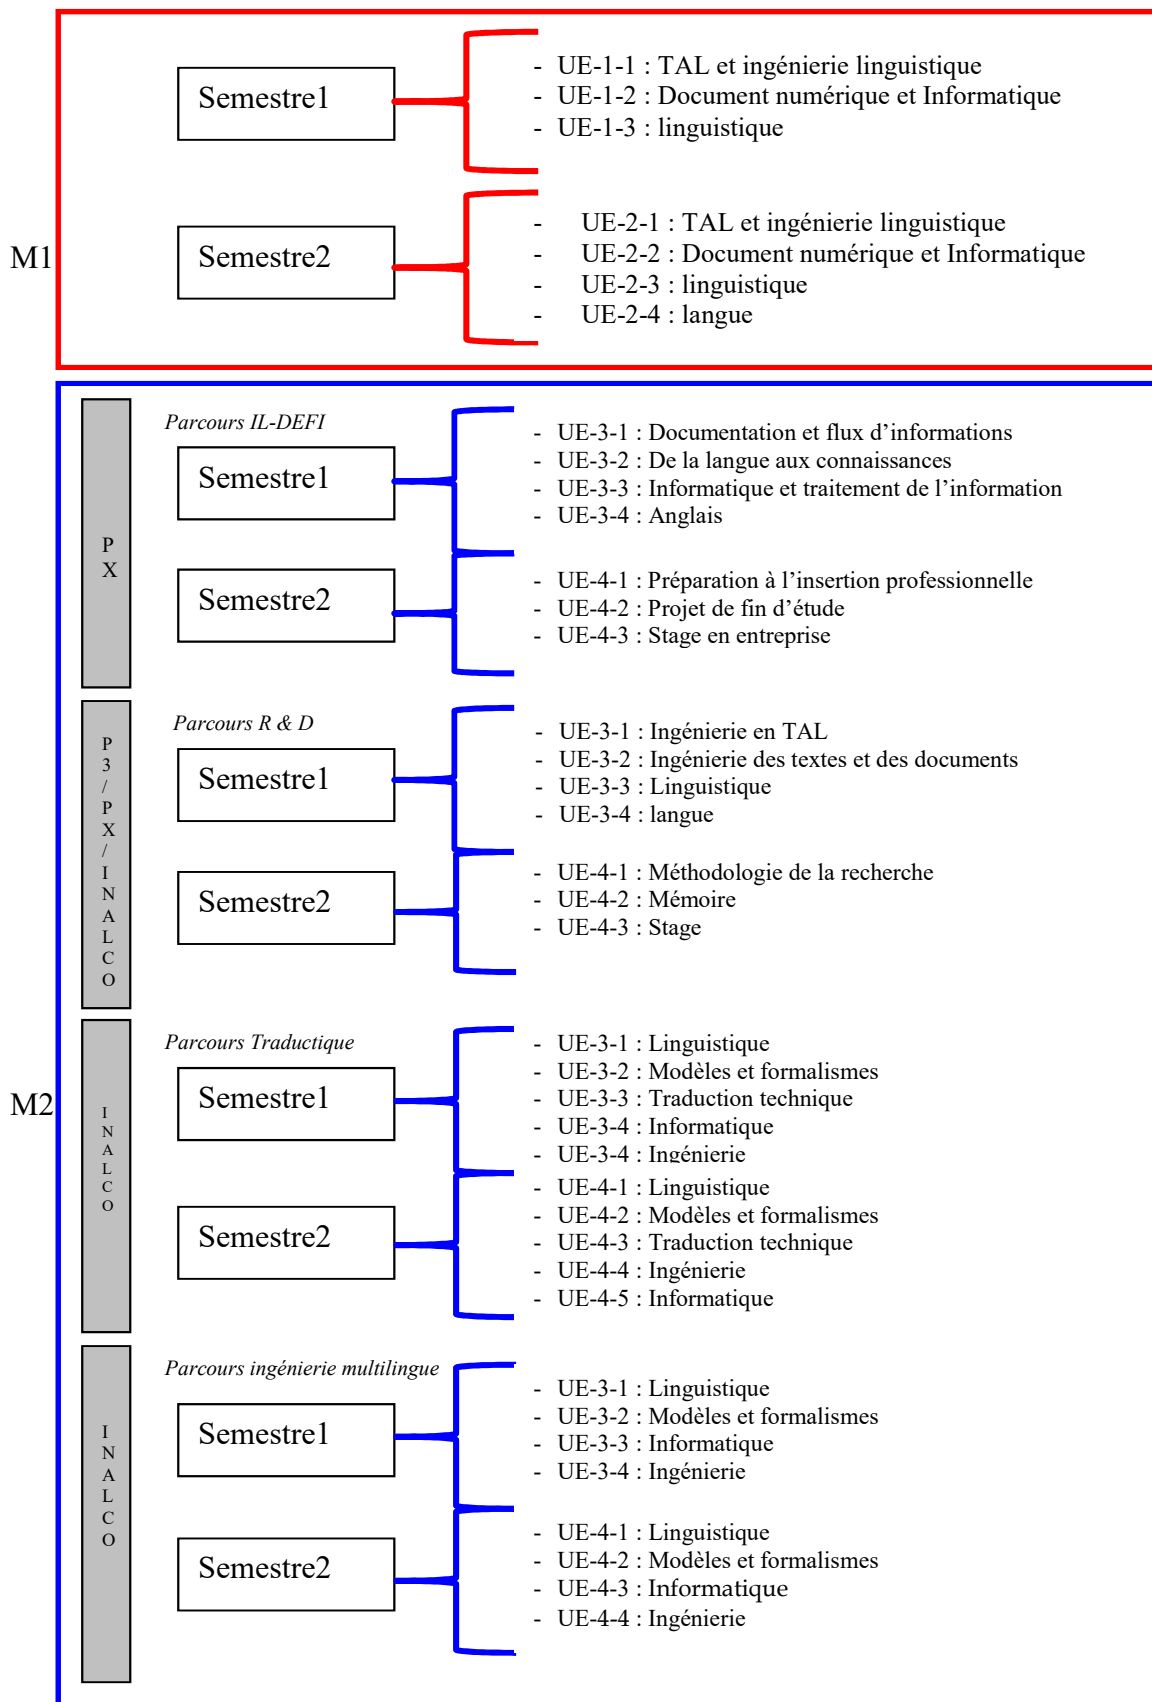 M1
Semestre1
- UE-1-1 : TAL et ingénierie linguistique
- UE-1-2 : Document numérique et Informatique
- UE-1-3 : linguistique
Semestre2
- UE-2-1 : TAL et ingénierie linguistique
- UE-2-2 : Document numérique et Informatique
- UE-2-3 : linguistique
- UE-2-4 : langue
M2
PX
Parcours IL-DEFI
Semestre1
- UE-3-1 : Documentation et flux d’informations
- UE-3-2 : De la langue aux connaissances
- UE-3-3 : Informatique et traitement de l’information
- UE-3-4 : Anglais
Semestre2
- UE-4-1 : Préparation à l’insertion professionnelle
- UE-4-2 : Projet de fin d’étude
- UE-4-3 : Stage en entreprise
P3/PX/INALCO
Parcours R & D
Semestre1
- UE-3-1 : Ingénierie en TAL
- UE-3-2 : Ingénierie des textes et des documents
- UE-3-3 : Linguistique
- UE-3-4 : langue
Semestre2
- UE-4-1 : Méthodologie de la recherche
- UE-4-2 : Mémoire
- UE-4-3 : Stage
INALCO
Parcours Traductique
Semestre1
- UE-3-1 : Linguistique
- UE-3-2 : Modèles et formalismes
- UE-3-3 : Traduction technique
- UE-3-4 : Informatique
- UE-3-4 : Ingénierie
Semestre2
- UE-4-1 : Linguistique
- UE-4-2 : Modèles et formalismes
- UE-4-3 : Traduction technique
- UE-4-4 : Ingénierie
- UE-4-5 : Informatique
INALCO
Parcours ingénierie multilingue
Semestre1
- UE-3-1 : Linguistique
- UE-3-2 : Modèles et formalismes
- UE-3-3 : Informatique
- UE-3-4 : Ingénierie
Semestre2
- UE-4-1 : Linguistique
- UE-4-2 : Modèles et formalismes
- UE-4-3 : Informatique
- UE-4-4 : Ingénierie